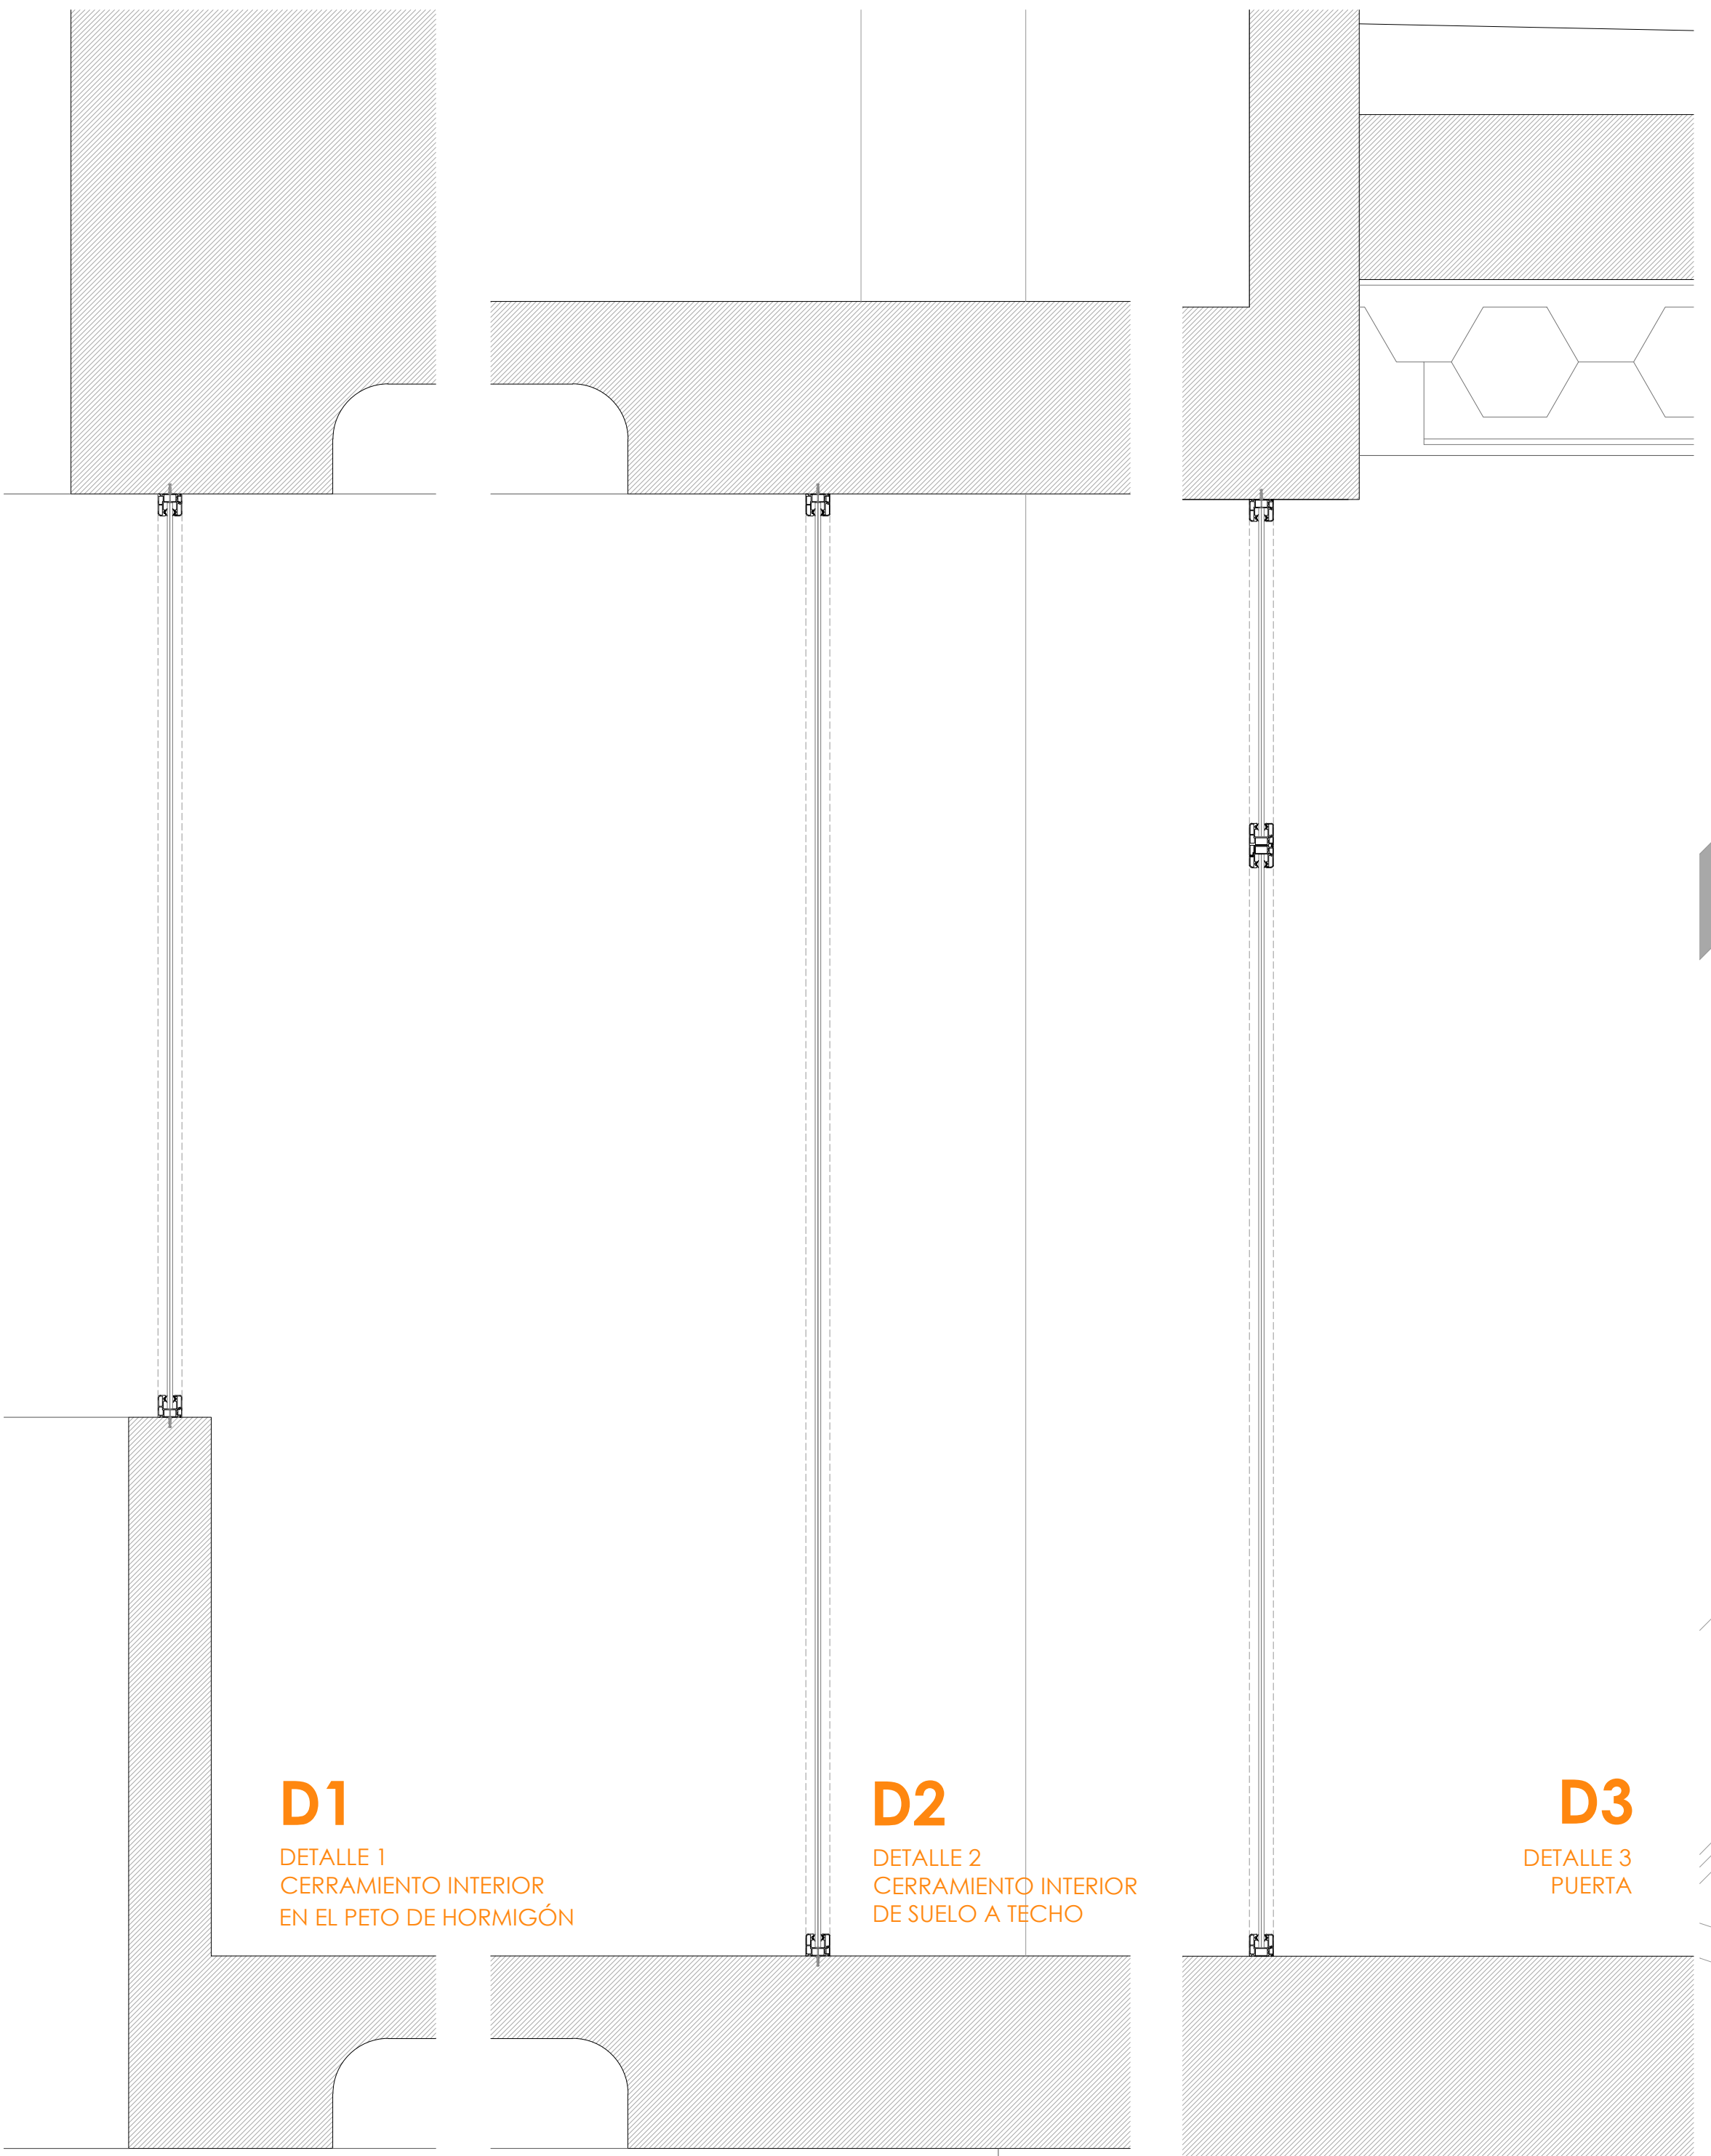 D1
DETALLE 1
CERRAMIENTO INTERIOR
EN EL PETO DE HORMIGÓN
D2
DETALLE 2
CERRAMIENTO INTERIOR
DE SUELO A TECHO
D3
DETALLE 3
PUERTA